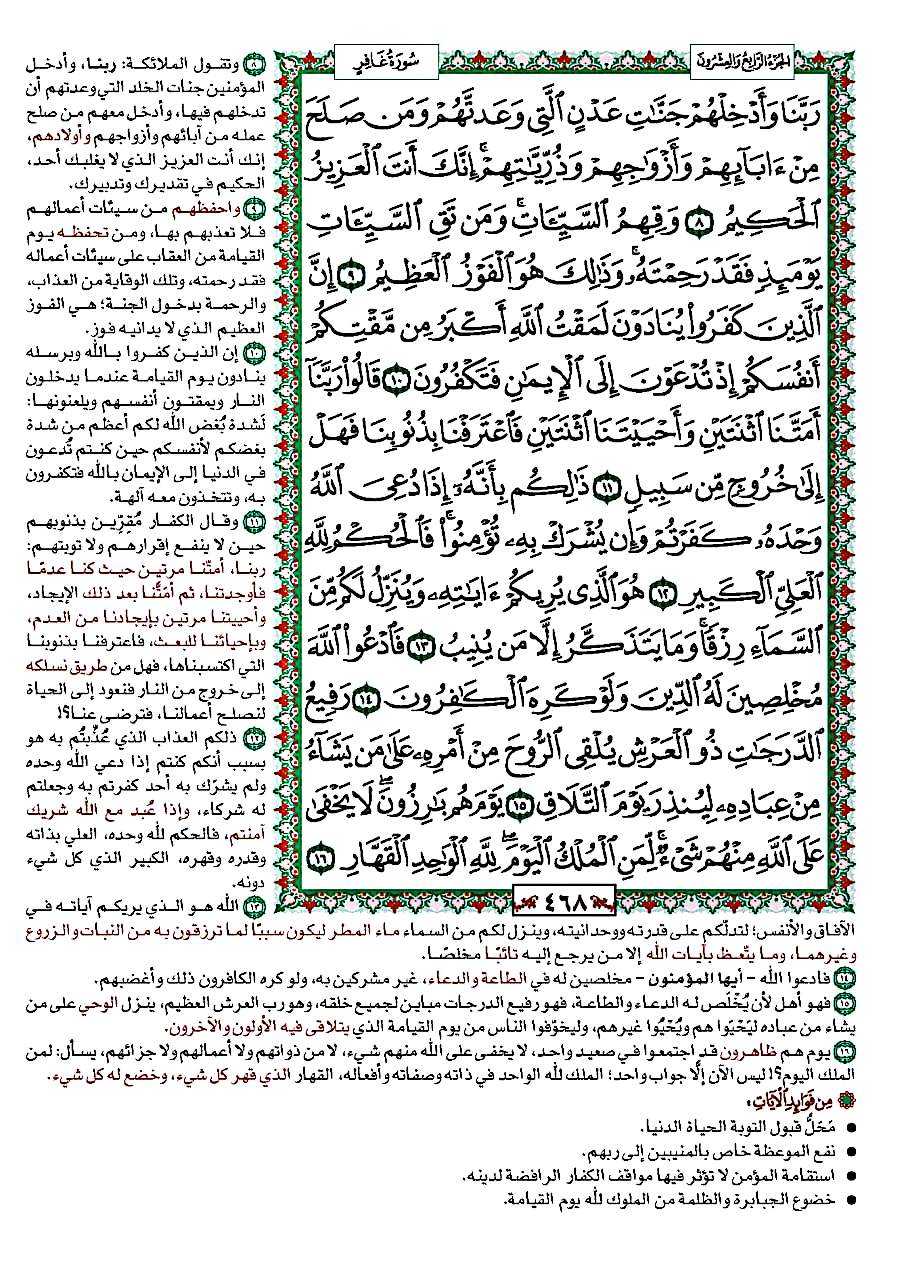 الجزء الرابع والعشرون
سورة غافر
رَبَّنَا وَأَدْخِلْهُمْ جَنَّٰتِ عَدْنٍ ٱلَّتِى وَعَدتَّهُمْ وَمَن صَلَحَ
مِنْ ءَابَآئِهِمْ وَأَزْوَٰجِهِمْ وَذُرِّيَّٰتِهِمْ ۚ إِنَّكَ أَنتَ ٱلْعَزِيزُ
ٱلْحَكِيمُ ٨ وَقِهِمُ ٱلسَّيِّـَٔاتِ ۚ وَمَن تَقِ ٱلسَّيِّـَٔاتِ
يَوْمَئِذٍ فَقَدْ رَحِمْتَهُۥ ۚ وَذَٰلِكَ هُوَ ٱلْفَوْزُ ٱلْعَظِيمُ ٩ إِنَّ
ٱلَّذِينَ كَفَرُوا۟ يُنَادَوْنَ لَمَقْتُ ٱللَّهِ أَكْبَرُ مِن مَّقْتِكُمْ
أَنفُسَكُمْ إِذْ تُدْعَوْنَ إِلَى ٱلْإِيمَٰنِ فَتَكْفُرُونَ ١٠ قَالُوا۟ رَبَّنَآ
أَمَتَّنَا ٱثْنَتَيْنِ وَأَحْيَيْتَنَا ٱثْنَتَيْنِ فَٱعْتَرَفْنَا بِذُنُوبِنَا فَهَلْ
إِلَىٰ خُرُوجٍ مِّن سَبِيلٍ ١١ ذَٰلِكُم بِأَنَّهُۥٓ إِذَا دُعِىَ ٱللَّهُ
وَحْدَهُۥ كَفَرْتُمْ ۖ وَإِن يُشْرَكْ بِهِۦ تُؤْمِنُوا۟ ۚ فَٱلْحُكْمُ لِلَّهِ
ٱلْعَلِىِّ ٱلْكَبِيرِ ١٢ هُوَ ٱلَّذِى يُرِيكُمْ ءَايَٰتِهِۦ وَيُنَزِّلُ لَكُم مِّنَ
ٱلسَّمَآءِ رِزْقًا ۚ وَمَا يَتَذَكَّرُ إِلَّا مَن يُنِيبُ ١٣ فَٱدْعُوا۟ ٱللَّهَ
مُخْلِصِينَ لَهُ ٱلدِّينَ وَلَوْ كَرِهَ ٱلْكَٰفِرُونَ ١٤ رَفِيعُ
ٱلدَّرَجَٰتِ ذُو ٱلْعَرْشِ يُلْقِى ٱلرُّوحَ مِنْ أَمْرِهِۦ عَلَىٰ مَن يَشَآءُ
مِنْ عِبَادِهِۦ لِيُنذِرَ يَوْمَ ٱلتَّلَاقِ ١٥ يَوْمَ هُم بَٰرِزُونَ ۖ لَا يَخْفَىٰ
عَلَى ٱللَّهِ مِنْهُمْ شَىْءٌ ۚ لِّمَنِ ٱلْمُلْكُ ٱلْيَوْمَ ۖ لِلَّهِ ٱلْوَٰحِدِ ٱلْقَهَّارِ ١٦
٤٦٨
٨ وتقول الملائكة: ربنا، وأدخل
المؤمنين جنات الخلد التي وعدتهم أن
تدخلهم فيها، وأدخل معهم من صلح
عمله من آبائهم وأزواجهم وأولادهم،
إنك أنت العزيز الذي لا يغلبك أحد،
الحكيم في تقديرك وتدبيرك.
٩ واحفظهم من سيئات أعمالهم
فلا تعذبهم بها، ومن تحفظه يوم
القيامة من العقاب على سيئات أعماله
فقد رحمته، وتلك الوقاية من العذاب،
والرحمة بدخول الجنة؛ هي الفوز
العظيم الذي لا يدانيه فوز.
١٠ إن الذين كفروا بالله وبرسله
ينادون يوم القيامة عندما يدخلون
النار ويمقتون أنفسهم ويلعنونها:
لَشدة بُغض الله لكم أعظم من شدة
بغضكم لأنفسكم حين كنتم تُدعون
في الدنيا إلى الإيمان بالله فتكفرون
به، وتتخذون معه آلهة.
١١ وقال الكفار مُقرِّين بذنوبهم
حين لا ينفع إقرارهم ولا توبتهم:
ربنا، أمتّنا مرتين حيث كنا عدمًا
فأوجدتنا، ثم أمَتَّنا بعد ذلك الإيجاد،
وأحييتنا مرتين بإيجادنا من العدم،
وبإحيائنا للبعث، فاعترفنا بذنوبنا
التي اكتسبناها، فهل من طريق نسلكه
إلى خروج من النار فنعود إلى الحياة
لنصلح أعمالنا، فترضى عنا؟!
١٢ ذلكم العذاب الذي عُذِّبتُم به هو
بسبب أنكم كنتم إذا دعي الله وحده
ولم يشرَك به أحد كفرتم به وجعلتم
له شركاء، وإذا عُبد مع الله شريك
آمنتم، فالحكم لله وحده، العلي بذاته
وقدره وقهره، الكبير الذي كل شيء
دونه.
١٣ الله هو الذي يريكم آياته في
الآفاق والأنفس؛ لتدلّكم على قدرته ووحدانيته، وينزل لكم من السماء ماء المطر ليكون سببًا لما ترزقون به من النبات والزروع
وغيرهما، وما يتّعظ بآيات الله إلا من يرجع إليه تائبًا مخلصًا.
١٤ فادعوا الله – أيها المؤمنون – مخلصين له في الطاعة والدعاء، غير مشركين به، ولو كره الكافرون ذلك وأغضبهم.
١٥ فهو أهل لأن يُخْلَص له الدعاء والطاعة، فهو رفيع الدرجات مباين لجميع خلقه، وهو رب العرش العظيم، ينزل الوحي على من
يشاء من عباده ليَحْيَوا هم ويُحْيُوا غيرهم، وليخوّفوا الناس من يوم القيامة الذي يتلاقى فيه الأولون والآخرون.
١٦ يوم هم ظاهرون قد اجتمعوا في صعيد واحد، لا يخفى على الله منهم شيء، لا من ذواتهم ولا أعمالهم ولا جزائهم، يسأل: لمن
الملك اليوم؟! ليس الآن إلَّا جواب واحد؛ الملك لله الواحد في ذاته وصفاته وأفعاله، القهار الذي قهر كل شيء، وخضع له كل شيء.
من فوائد الآيات:
● مَحَلُّ قبول التوبة الحياة الدنيا.
● نفع الموعظة خاص بالمنيبين إلى ربهم.
● استقامة المؤمن لا تؤثر فيها مواقف الكفار الرافضة لدينه.
● خضوع الجبابرة والظلمة من الملوك لله يوم القيامة.